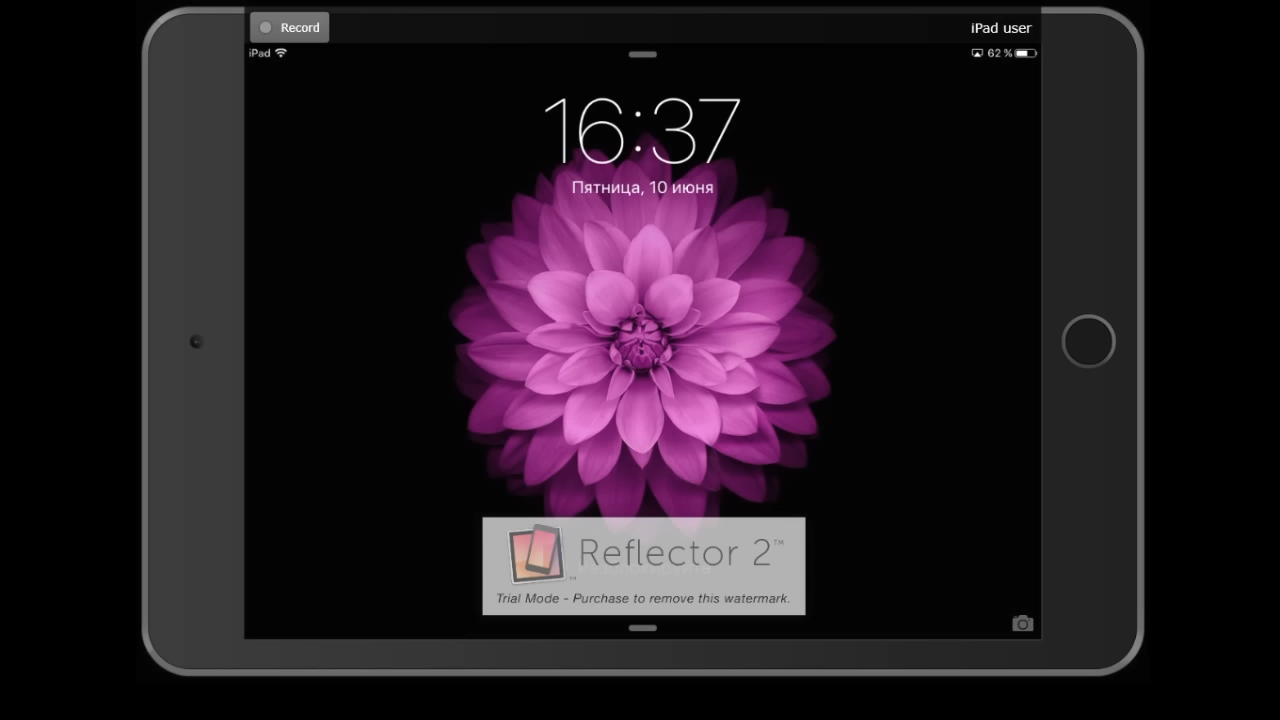 Record
iPad user
iPad
62 %
16:37
Пятница, 10 июня
Reflector 2™
Trial Mode - Purchase to remove this watermark.